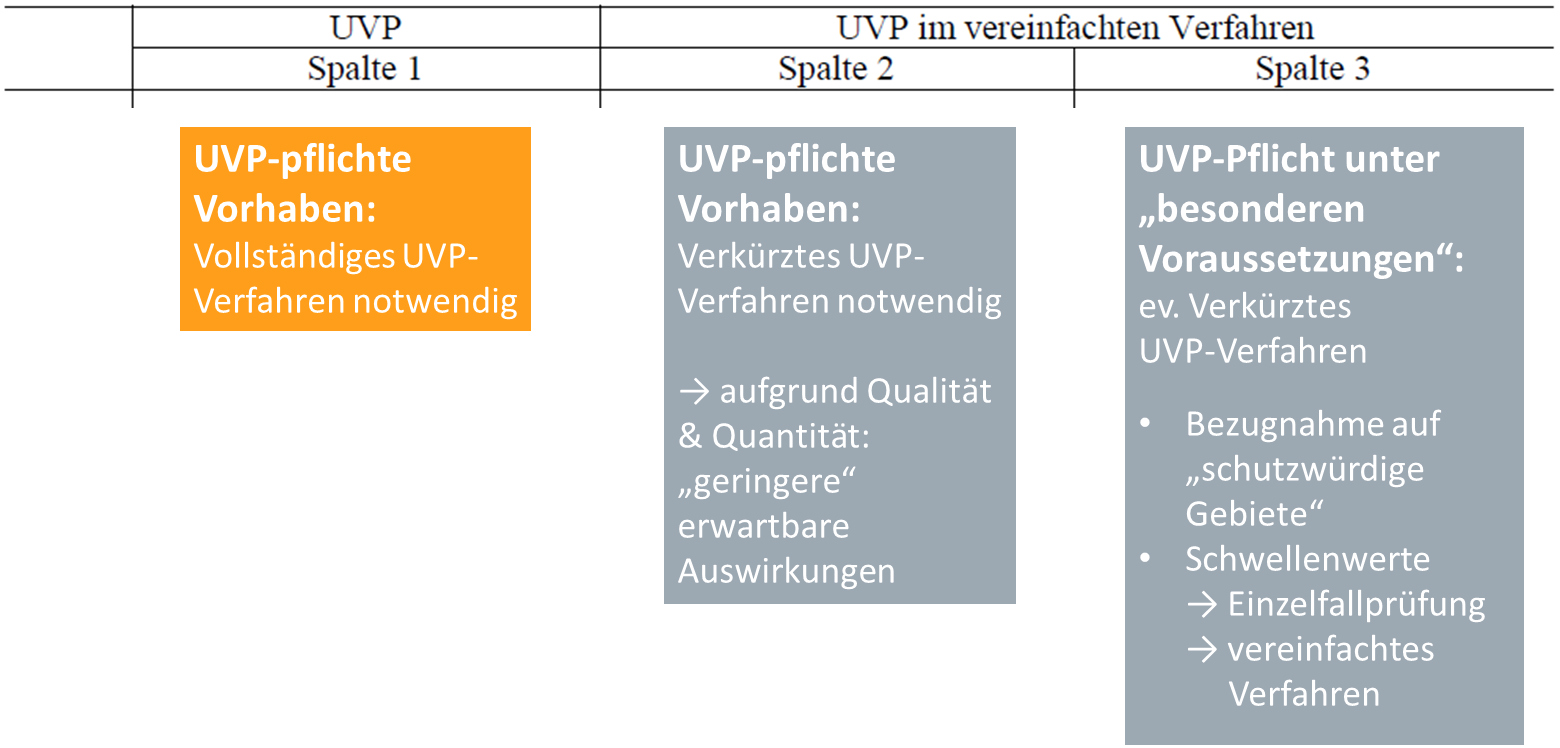 UVP
UVP im vereinfachten Verfahren
Spalte 1
Spalte 2
Spalte 3
UVP-pflichte
Vorhaben:
Vollständiges UVP-
Verfahren notwendig
UVP-pflichte
Vorhaben:
Verkürztes UVP-
Verfahren notwendig
→ aufgrund Qualität
& Quantität:
„geringere“
erwartbare
Auswirkungen
UVP-Pflicht unter
„besonderen
Voraussetzungen“:
ev. Verkürztes
UVP-Verfahren
• Bezugnahme auf
„schutzwürdige
Gebiete“
• Schwellenwerte
→ Einzelfallprüfung
→ vereinfachtes
Verfahren